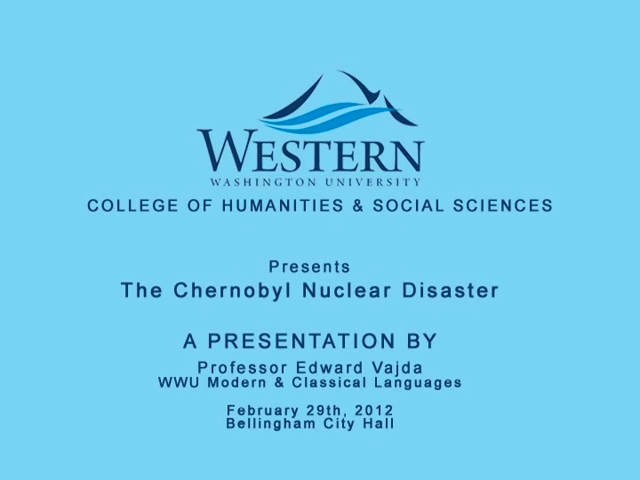 WESTERN
WASHINGTON UNIVERSITY
COLLEGE OF HUMANITIES & SOCIAL SCIENCES
Presents
The Chernobyl Nuclear Disaster
A PRESENTATION BY
Professor Edward Vajda
WWU Modern & Classical Languages
February 29th, 2012
Bellingham City Hall